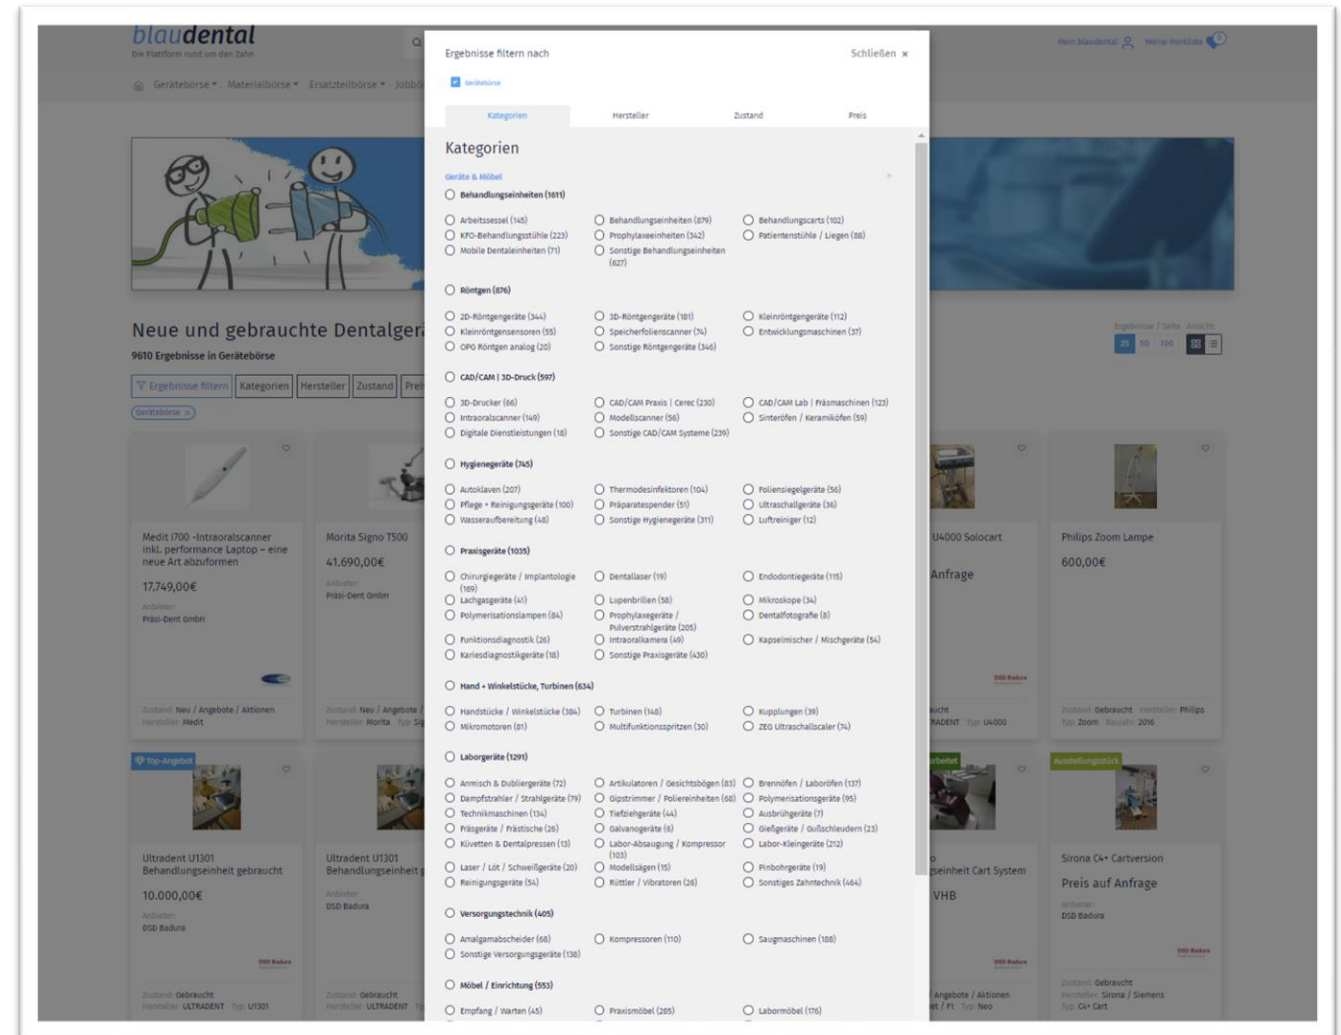 blaudental
Die Plattform rund um den Zahn
Mein blaudental
Meine Merkliste
Gerätebörse
Materialbörse
Ersatzteilbörse
Ergebnisse filtern nach
Schließen ×
Gerätebörse
Kategorien
Hersteller
Zustand
Preis
Kategorien
Geräte & Möbel
Behandlungseinheiten (1611)
Arbeitssessel (145)
Behandlungseinheiten (879)
Behandlungscarts (102)
KFO-Behandlungsstühle (223)
Prophylaxeeinheiten (342)
Patientenstühle / Liegen (88)
Mobile Dentaleinheiten (71)
Sonstige Behandlungseinheiten
(627)
Röntgen (876)
2D-Röntgengeräte (344)
3D-Röntgengeräte (181)
Kleinröntgengeräte (112)
Kleinröntgensensoren (55)
Speicherfolienscanner (74)
Entwicklungsmaschinen (37)
OPG Röntgen analog (20)
Sonstige Röntgengeräte (346)
CAD/CAM | 3D-Druck (597)
3D-Drucker (66)
CAD/CAM Praxis | Cerec (230)
CAD/CAM Lab | Fräsmaschinen (123)
Intraoralscanner (149)
Modellscanner (56)
Sinteröfen / Keramiköfen (59)
Digitale Dienstleistungen (18)
Sonstige CAD/CAM Systeme (239)
Hygienegeräte (745)
Autoklaven (207)
Thermodesinfektoren (104)
Foliensiegelgeräte (56)
Pflege + Reinigungsgeräte (100)
Präparatespender (51)
Ultraschallgeräte (36)
Wasseraufbereitung (48)
Sonstige Hygienegeräte (311)
Luftreiniger (12)
Praxisgeräte (1035)
Chirurgiegeräte / Implantologie
(169)
Dentallaser (19)
Endodontiegeräte (115)
Lachgasgeräte (41)
Lupenbrillen (58)
Mikroskope (34)
Polymerisationslampen (84)
Prophylaxegeräte /
Pulverstrahlgeräte (205)
Dentalfotografie (8)
Funktionsdiagnostik (26)
Intraoralkamera (49)
Kapselmischer / Mischgeräte (54)
Kariesdiagnostikgeräte (18)
Sonstige Praxisgeräte (430)
Hand + Winkelstücke, Turbinen (634)
Handstücke / Winkelstücke (384)
Turbinen (148)
Kupplungen (39)
Mikromotoren (81)
Multifunktionsspritzen (30)
ZEG Ultraschallscaler (74)
Laborgeräte (1291)
Anmisch & Dubliergeräte (72)
Artikulatoren / Gesichtsbögen (83)
Brennöfen / Laboröfen (137)
Dampfstrahler / Strahlgeräte (79)
Gipstrimmer / Poliereinheiten (68)
Polymerisationsgeräte (95)
Technikmaschinen (134)
Tiefziehgeräte (44)
Ausbrühgeräte (7)
Fräsgeräte / Frästische (26)
Galvanogeräte (6)
Gießgeräte / Gußschleudern (23)
Küvetten & Dentalpressen (13)
Labor-Absaugung / Kompressor
(103)
Labor-Kleingeräte (212)
Laser / Löt / Schweißgeräte (20)
Modellsägen (15)
Pinbohrgeräte (19)
Reinigungsgeräte (54)
Rüttler / Vibratoren (26)
Sonstiges Zahntechnik (464)
Versorgungstechnik (405)
Amalgamabscheider (68)
Kompressoren (110)
Saugmaschinen (188)
Sonstige Versorgungsgeräte (138)
Möbel / Einrichtung (553)
Empfang / Warten (45)
Praxismöbel (285)
Labormöbel (176)
Neue und gebrauchte Dentalger
9610 Ergebnisse in Gerätebörse
Ergebnisse / Seite
Ansicht
25 50 100
Ergebnisse filtern
Kategorien
Hersteller
Zustand
Gerätebörse ×
Medit i700 -Intraoralscanner
inkl. performance Laptop – eine
neue Art abzuformen
17.749,00€
Anbieter:
Präsi-Dent GmbH
Zustand: Neu / Angebote / Aktionen
Hersteller: Medit
Morita Signo T500
41.690,00€
Anbieter:
Präsi-Dent GmbH
Zustand: Neu / Angebote /
Hersteller: Morita Typ: Sig
U4000 Solocart
Anfrage
DSD Badura
Typ: U4000
Philips Zoom Lampe
600,00€
Zustand: Gebraucht Hersteller: Philips
Typ: Zoom Baujahr: 2016
Top-Angebot
Ultradent U1301
Behandlungseinheit gebraucht
10.000,00€
Anbieter:
DSD Badura
DSD Badura
Zustand: Gebraucht
Hersteller: ULTRADENT Typ: U1301
Ultradent U1301
Behandlungseinheit g
Anbieter:
DSD Badura
Zustand: Gebraucht
Hersteller: ULTRADENT
Cart System
VHB
DSD Badura
Angebote / Aktionen
Typ: Neo
Ausstellungsstück
Sirona C4+ Cartversion
Preis auf Anfrage
Anbieter:
DSD Badura
DSD Badura
Zustand: Gebraucht
Hersteller: Sirona / Siemens
Typ: C4+ Cart